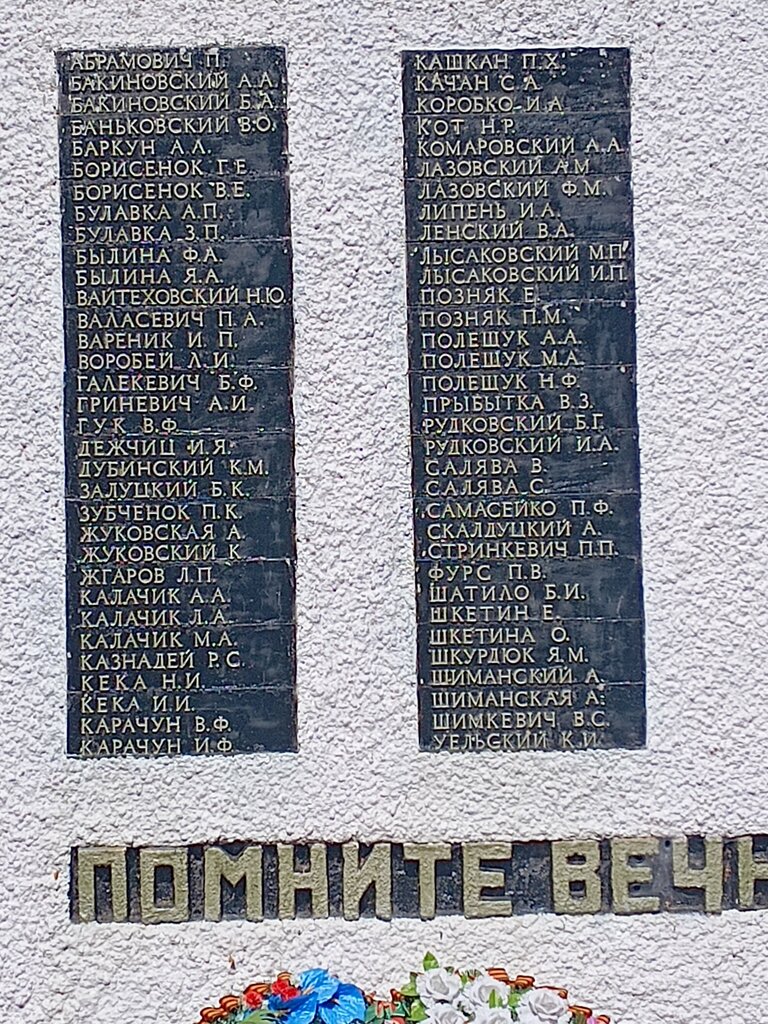 АБРАМОВИЧ П.
БАКИНОВСКИЙ А.А.
БАКИНОВСКИЙ Б.А.
БАНЬКОВСКИЙ В.О.
БАРКУН А.Л.
БОРИСЕНОК Г.Е.
БОРИСЕНОК В.Е.
БУЛАВКА А.П.
БУЛАВКА З.П.
БЫЛИНА Ф.А.
БЫЛИНА Я.А.
ВАЙТЕХОВСКИЙ Н.Ю.
ВАЛАСЕВИЧ П.А.
ВАРЕНИК И.П.
ВОРОБЕЙ Л.И.
ГАЛЕКЕВИЧ Б.Ф.
ГРИНЕВИЧ А.И.
ГУК В.Ф.
ДЕЖЧИЦ И.Я.
ДУБИНСКИЙ К.М.
ЗАЛУЦКИЙ Б.К.
ЗУБЧЕНОК П.К.
ЖУКОВСКАЯ А.
ЖУКОВСКИЙ К.
ЖГАРОВ Л.П.
КАЛАЧИК А.А.
КАЛАЧИК Л.А.
КАЛАЧИК М.А.
КАЗНАДЕЙ Р.С.
КЕКА Н.И.
КЕКА И.И.
КАРАЧУН В.Ф.
КАРАЧУН И.Ф.
КАШКАН П.Х.
КАЧАН С.А.
КОРОБКО И.А.
КОТ Н.Р.
КОМАРОВСКИЙ А.А.
ЛАЗОВСКИЙ А.М.
ЛАЗОВСКИЙ Ф.М.
ЛИПЕНЬ И.А.
ЛЕНСКИЙ В.А.
ЛЫСАКОВСКИЙ М.П.
ЛЫСАКОВСКИЙ И.П.
ПОЗНЯК Е.
ПОЗНЯК П.М.
ПОЛЕЩУК А.А.
ПОЛЕЩУК М.А.
ПОЛЕЩУК Н.Ф.
ПРЫБЫТКА В.З.
РУДКОВСКИЙ Б.Г.
РУДКОВСКИЙ И.А.
САЛЯВА В.
САЛЯВА С.
САМАСЕЙКО П.Ф.
СКАЛДУЦКИЙ А.
СТРИНКЕВИЧ П.П.
ФУРС П.В.
ШАТИЛО Б.И.
ШКЕТИН Е.
ШКЕТИНА О.
ШКУРДЮК Я.М.
ШИМАНСКИЙ А.
ШИМАНСКАЯ А.
ШИМКЕВИЧ В.С.
УЕЛЬСКИЙ К.И.
ПОМНИТЕ ВЕЧН